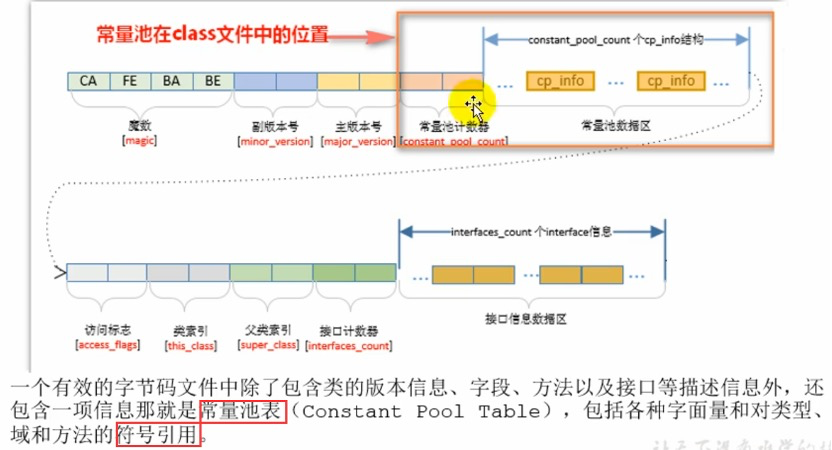 常量池在class文件中的位置
constant_pool_count 个cp_info结构
CA FE BA BE ... cp_info ... cp_info ...
魔数 副版本号 主版本号 常量池计数器 常量池数据区
[magic] [minor_version] [major_version] [constant_pool_count]
interfaces_count 个interface信息
... ... ...
访问标志 类索引 父类索引 接口计数器 接口信息数据区
[access_flags] [this_class] [super_class] [interfaces_count]
一个有效的字节码文件中除了包含类的版本信息、字段、方法以及接口等描述信息外，还
包含一项信息那就是常量池表（Constant Pool Table），包括各种字面量和对类型、
域和方法的符号引用。